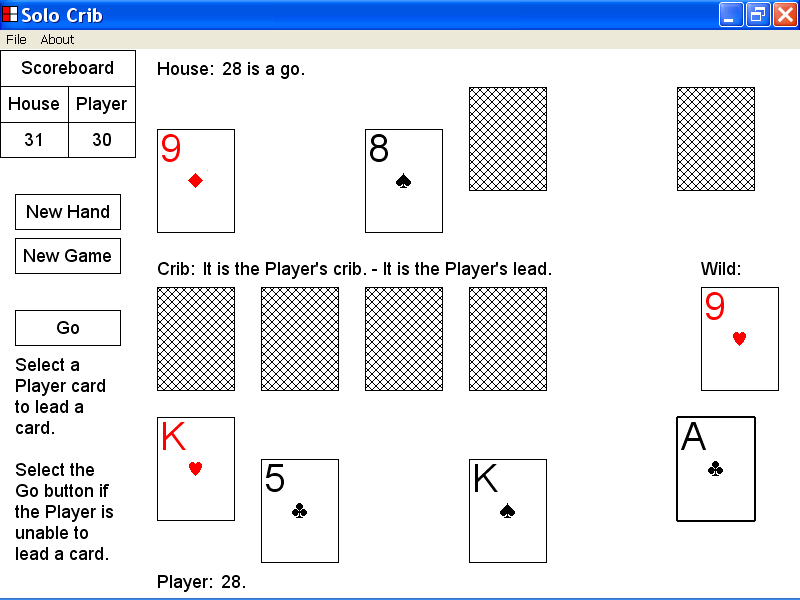 Solo Crib
File About
Scoreboard
House Player
31 30
New Hand
New Game
Go
Select a
Player card
to lead a
card.
Select the
Go button if
the Player is
unable to
lead a card.
House: 28 is a go.
9
8
Crib: It is the Player's crib. - It is the Player's lead.
Wild:
9
K
5
K
A
Player: 28.